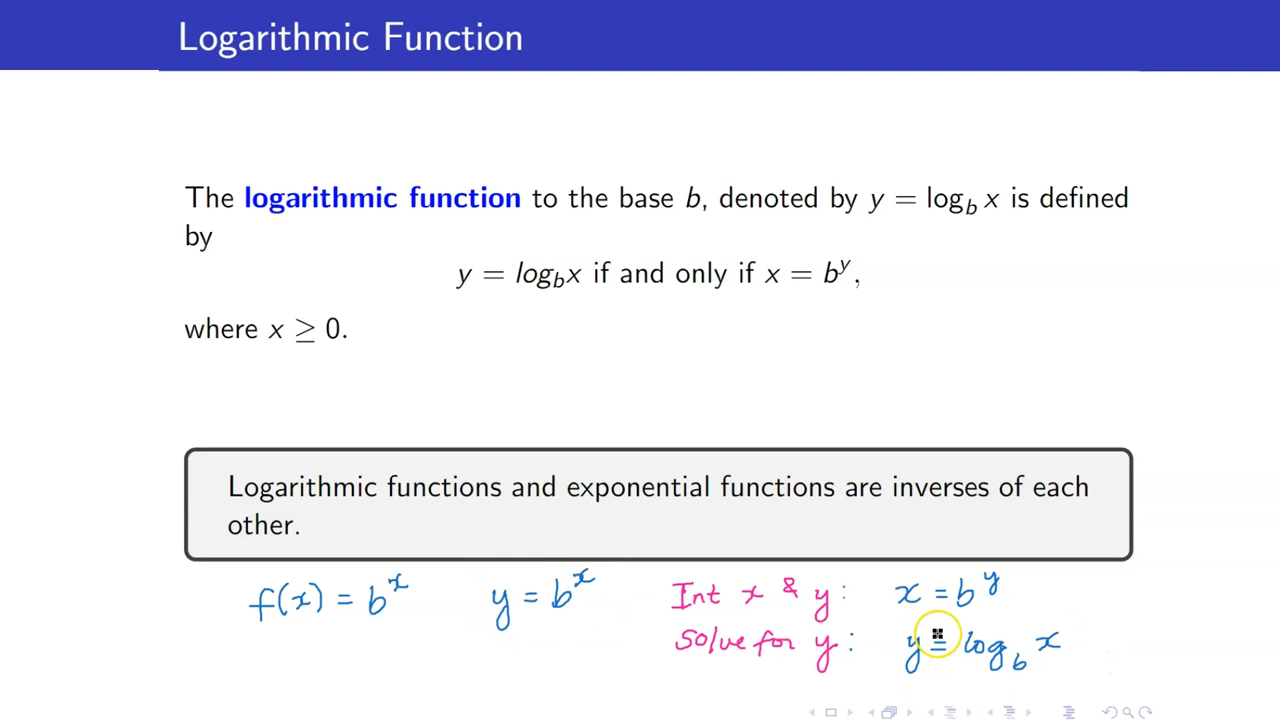 Logarithmic Function
The logarithmic function to the base b, denoted by y = log_b x is defined
by
y = log_b x if and only if x = b^y,
where x ≥ 0.
Logarithmic functions and exponential functions are inverses of each
other.
f(x) = b^x    y = b^x    Int x & y:    x = b^y
Solve for y:    y = log_b x